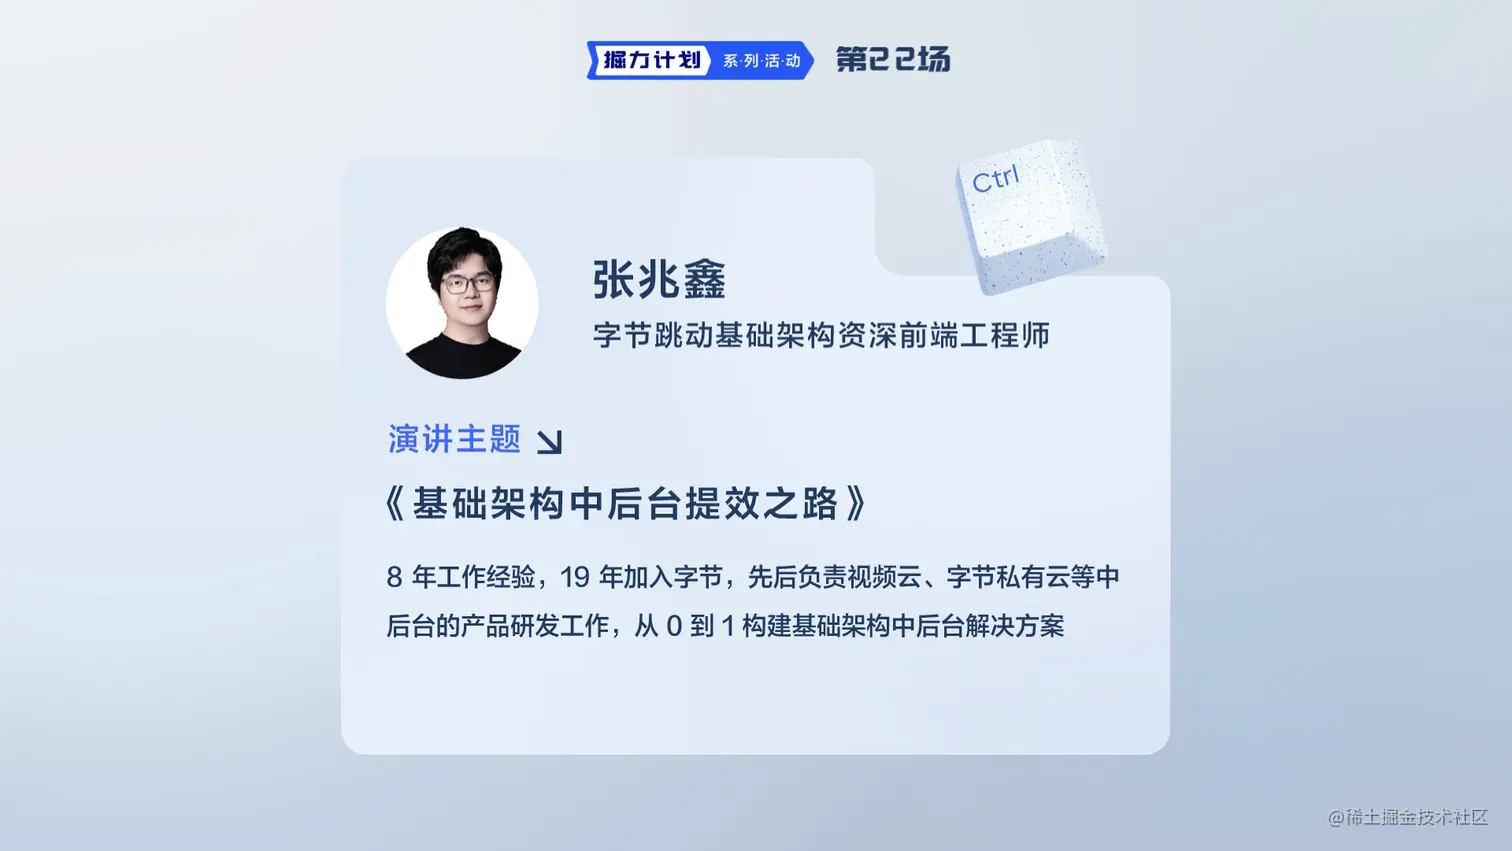 掘力计划 系·列·活·动 第22场
Ctrl
张兆鑫
字节跳动基础架构资深前端工程师
演讲主题
《基础架构中后台提效之路》
8 年工作经验，19 年加入字节，先后负责视频云、字节私有云等中
后台的产品研发工作，从 0 到 1 构建基础架构中后台解决方案
@稀土掘金技术社区